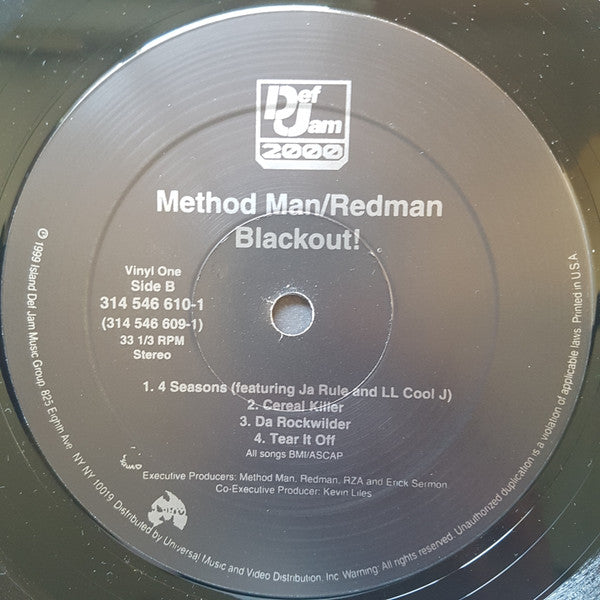 Def
Jam
2000
Method Man/Redman
Blackout!
Vinyl One
Side B
314 546 610-1
(314 546 609-1)
33 1/3 RPM
Stereo
1. 4 Seasons (featuring Ja Rule and LL Cool J)
2. Cereal Killer
3. Da Rockwilder
4. Tear It Off
All songs BMI/ASCAP
Executive Producers: Method Man, Redman, RZA and Erick Sermon
Co-Executive Producer: Kevin Liles
℗ 1999 Island Def Jam Music Group 825 Eighth Ave NY NY 10019 Distributed by Universal Music and Video Distribution, Inc Warning: All rights reserved. Unauthorized duplication is a violation of applicable laws. Printed in U.S.A.